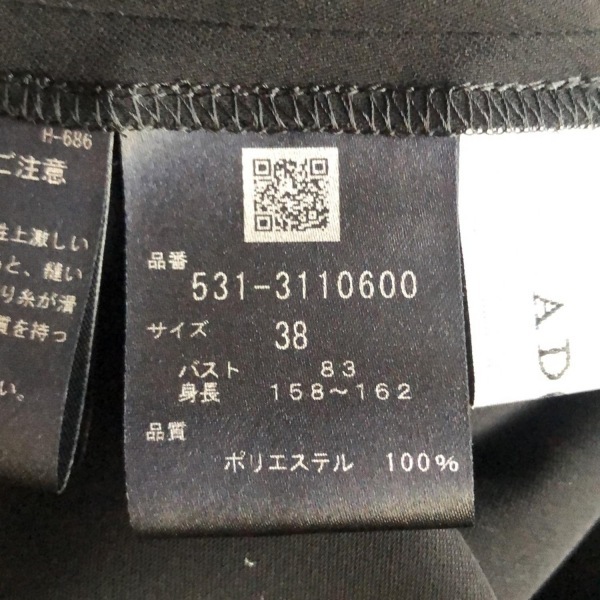 H-686
ご注意
性上激しい
と、縫い
り糸が滑
質を持っ
い。
品番
531-3110600
サイズ 38
バスト 83
身長 158～162
品質
ポリエステル 100%
AD